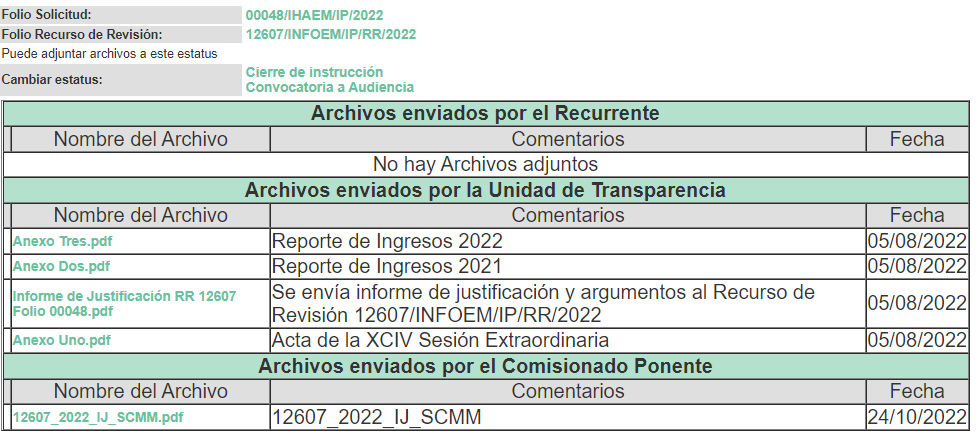 Folio Solicitud: 00048/IHAEM/IP/2022
Folio Recurso de Revisión: 12607/INFOEM/IP/RR/2022
Puede adjuntar archivos a este estatus
Cambiar estatus: Cierre de instrucción
Convocatoria a Audiencia
Archivos enviados por el Recurrente
Nombre del Archivo Comentarios Fecha
No hay Archivos adjuntos
Archivos enviados por la Unidad de Transparencia
Nombre del Archivo Comentarios Fecha
Anexo Tres.pdf Reporte de Ingresos 2022 05/08/2022
Anexo Dos.pdf Reporte de Ingresos 2021 05/08/2022
Informe de Justificación RR 12607 Se envía informe de justificación y argumentos al Recurso de 05/08/2022
Folio 00048.pdf Revisión 12607/INFOEM/IP/RR/2022
Anexo Uno.pdf Acta de la XCIV Sesión Extraordinaria 05/08/2022
Archivos enviados por el Comisionado Ponente
Nombre del Archivo Comentarios Fecha
12607_2022_IJ_SCMM.pdf 12607_2022_IJ_SCMM 24/10/2022